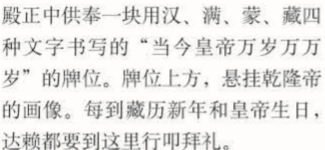 殿正中供奉一块用汉、满、蒙、藏四
种文字书写的“当今皇帝万岁万万
岁”的牌位。牌位上方，悬挂乾隆帝
的画像。每到藏历新年和皇帝生日，
达赖都要到这里行叩拜礼。